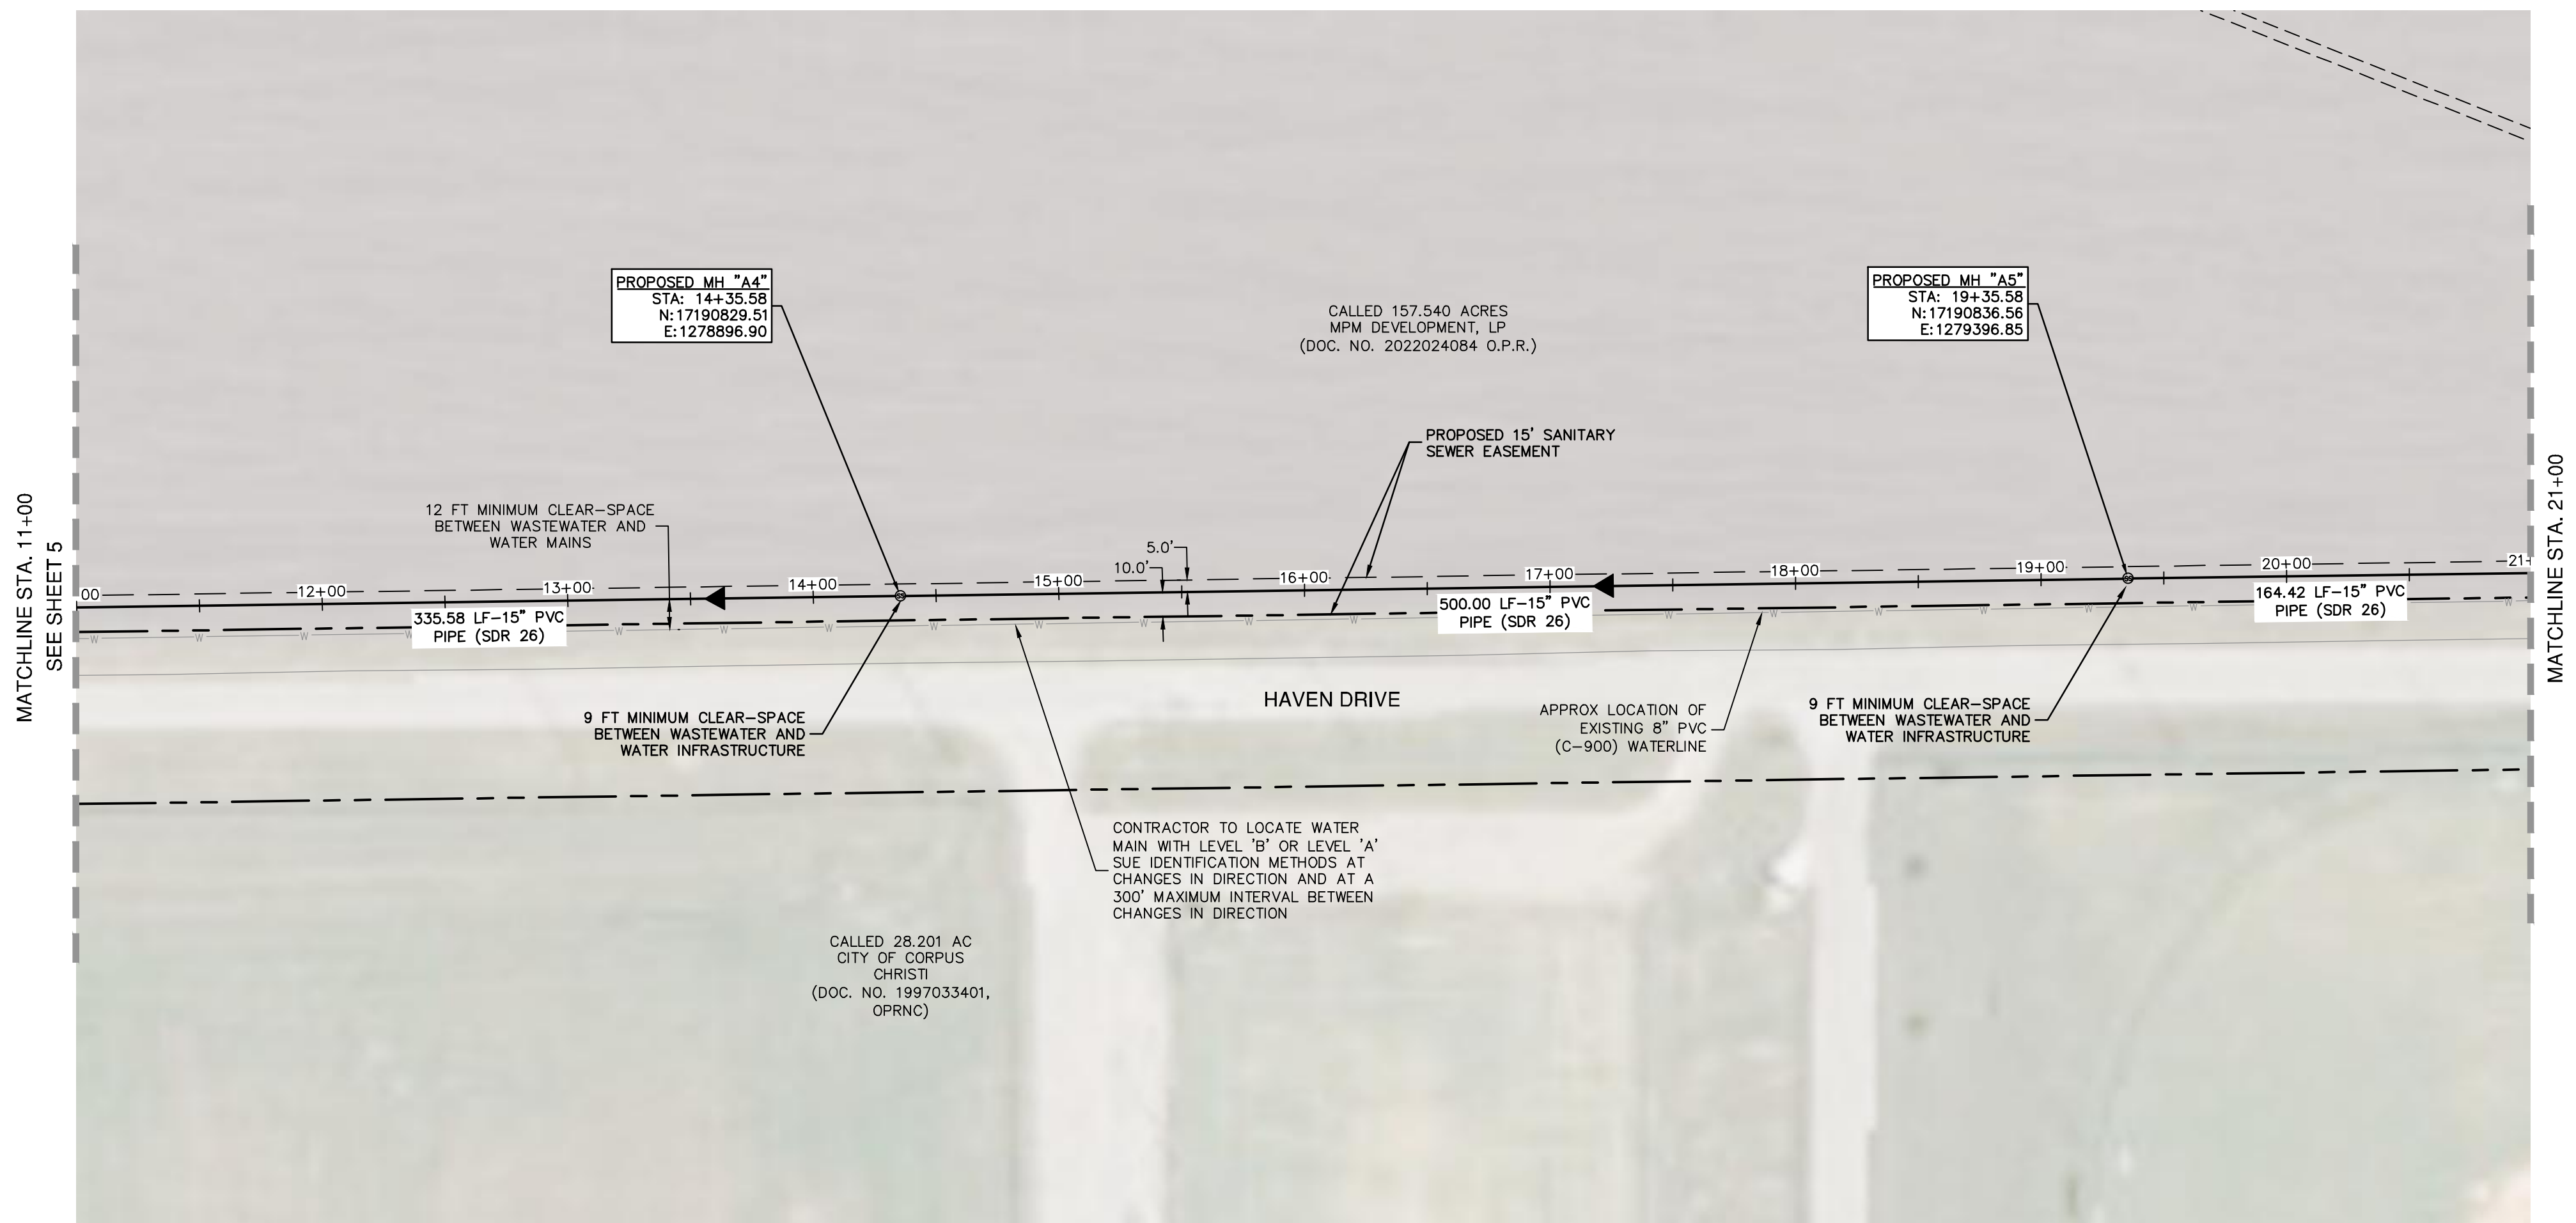 MATCHLINE STA. 11+00
SEE SHEET 5
PROPOSED MH "A4"
STA: 14+35.58
N:17190829.51
E:1278896.90
CALLED 157.540 ACRES
MPM DEVELOPMENT, LP
(DOC. NO. 2022024084 O.P.R.)
PROPOSED MH "A5"
STA: 19+35.58
N:17190836.56
E:1279396.85
PROPOSED 15' SANITARY
SEWER EASEMENT
12 FT MINIMUM CLEAR-SPACE
BETWEEN WASTEWATER AND
WATER MAINS
5.0'
10.0'
00
12+00
13+00
14+00
15+00
16+00
17+00
18+00
19+00
20+00
21+
335.58 LF-15" PVC
PIPE (SDR 26)
500.00 LF-15" PVC
PIPE (SDR 26)
164.42 LF-15" PVC
PIPE (SDR 26)
W W W W W W W W W W W W W W W W W W W W
9 FT MINIMUM CLEAR-SPACE
BETWEEN WASTEWATER AND
WATER INFRASTRUCTURE
HAVEN DRIVE
APPROX LOCATION OF
EXISTING 8" PVC
(C-900) WATERLINE
9 FT MINIMUM CLEAR-SPACE
BETWEEN WASTEWATER AND
WATER INFRASTRUCTURE
CONTRACTOR TO LOCATE WATER
MAIN WITH LEVEL 'B' OR LEVEL 'A'
SUE IDENTIFICATION METHODS AT
CHANGES IN DIRECTION AND AT A
300' MAXIMUM INTERVAL BETWEEN
CHANGES IN DIRECTION
CALLED 28.201 AC
CITY OF CORPUS
CHRISTI
(DOC. NO. 1997033401,
OPRNC)
MATCHLINE STA. 21+00